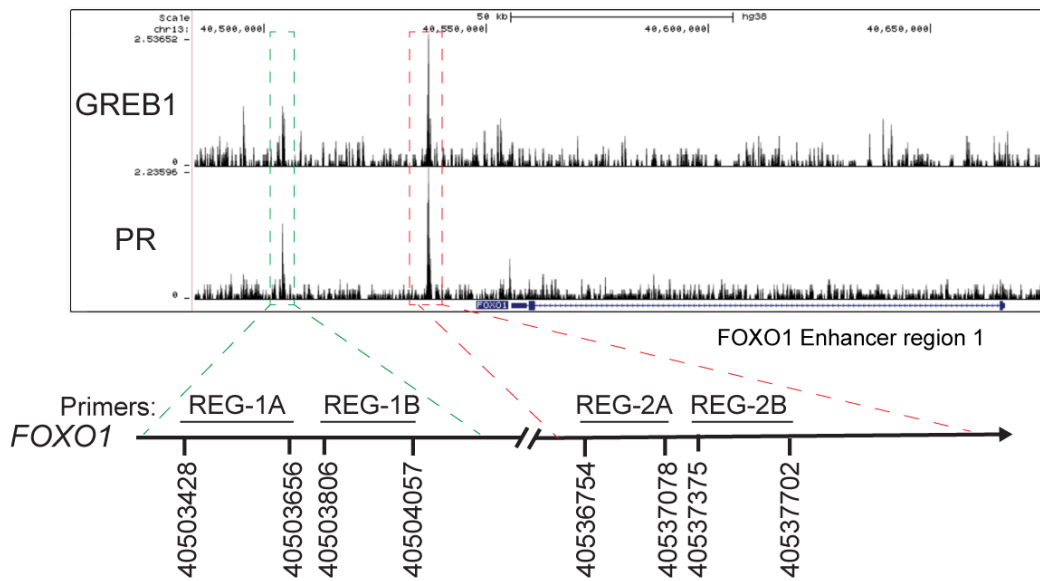 Scale 50 kb hg38
chr13: 40,500,000 40,550,000 40,600,000 40,650,000
2.53652
GREB1
0
2.23596
PR
0
FOXO1
FOXO1 Enhancer region 1
Primers: REG-1A REG-1B REG-2A REG-2B
FOXO1
40503428
40503656
40503806
40504057
40536754
40537078
40537375
40537702